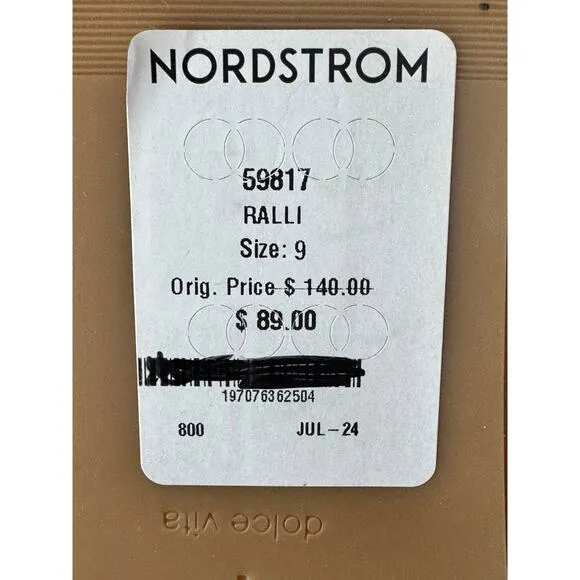 NORDSTROM
59817
RALLI
Size: 9
Orig. Price $ 140.00
$ 89.00
197076362504
800 JUL-24
dolce vita